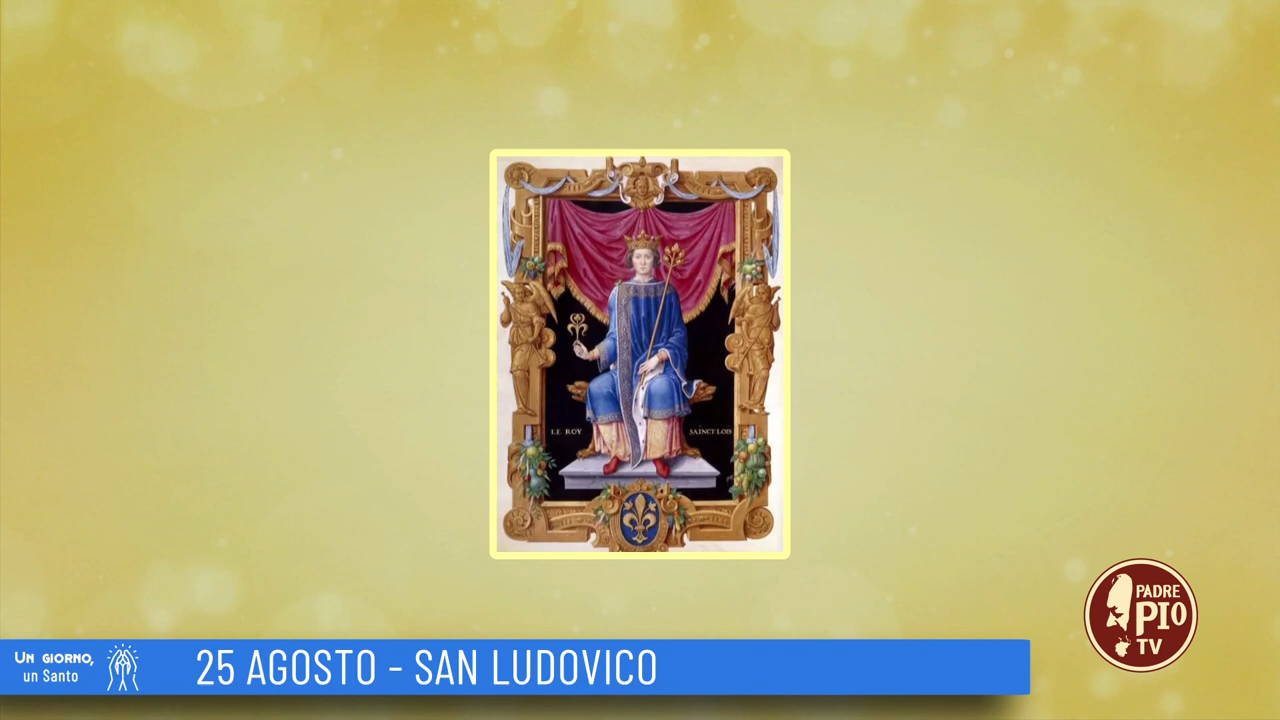 LE ROY
SAINCT LOIS
UN GIORNO,
un Santo
25 AGOSTO - SAN LUDOVICO
PADRE
PIO
TV